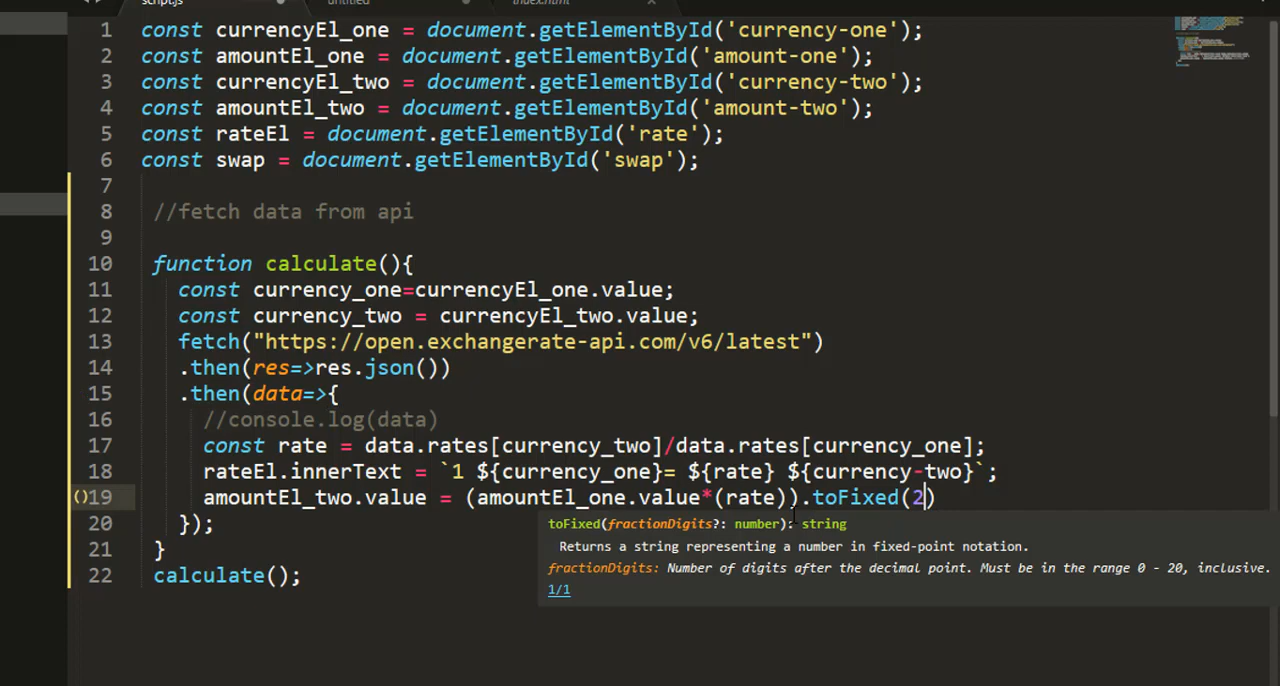 script.js untitled index.html
1 const currencyEl_one = document.getElementById('currency-one');
2 const amountEl_one = document.getElementById('amount-one');
3 const currencyEl_two = document.getElementById('currency-two');
4 const amountEl_two = document.getElementById('amount-two');
5 const rateEl = document.getElementById('rate');
6 const swap = document.getElementById('swap');
7
8 //fetch data from api
9
10 function calculate(){
11 const currency_one=currencyEl_one.value;
12 const currency_two = currencyEl_two.value;
13 fetch("https://open.exchangerate-api.com/v6/latest")
14 .then(res=>res.json())
15 .then(data=>{
16 //console.log(data)
17 const rate = data.rates[currency_two]/data.rates[currency_one];
18 rateEl.innerText = `1 ${currency_one}= ${rate} ${currency-two}`;
()19 amountEl_two.value = (amountEl_one.value*(rate)).toFixed(2)
20 });
toFixed(fractionDigits?: number): string
Returns a string representing a number in fixed-point notation.
21 }
fractionDigits: Number of digits after the decimal point. Must be in the range 0 - 20, inclusive.
22 calculate();
1/1